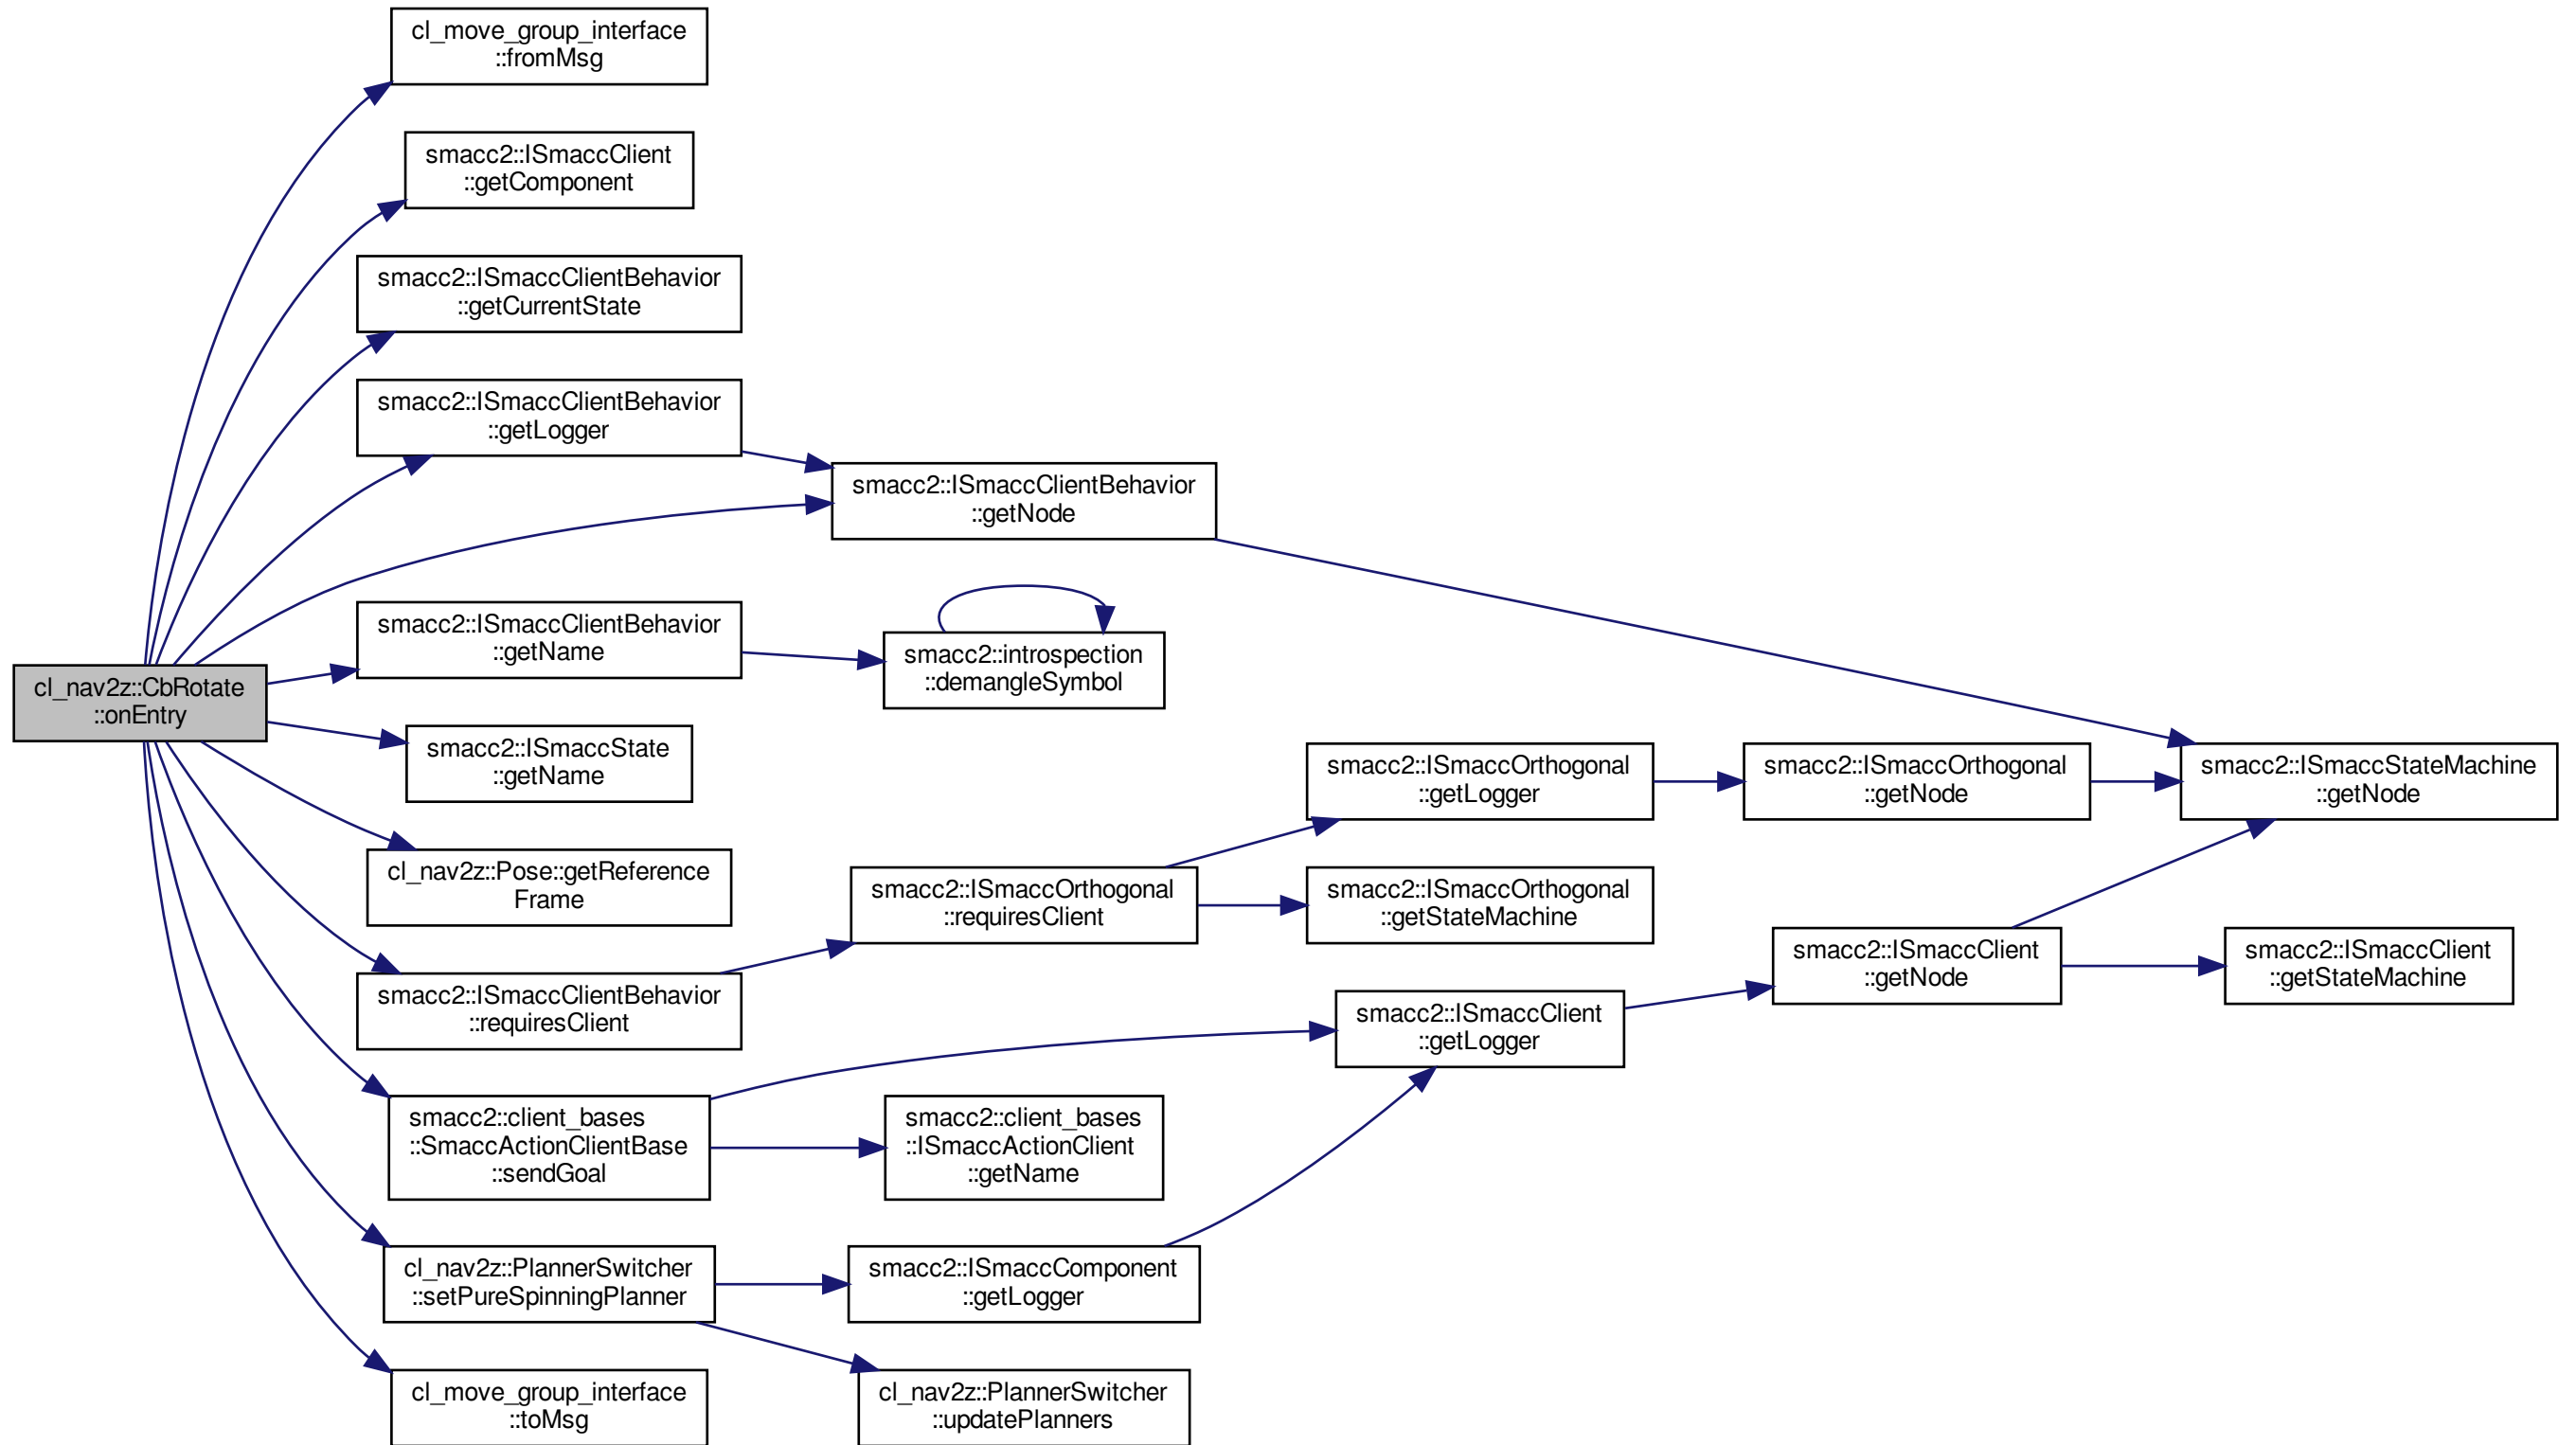 cl_move_group_interface
::fromMsg
smacc2::ISmaccClient
::getComponent
smacc2::ISmaccClientBehavior
::getCurrentState
smacc2::ISmaccClientBehavior
::getLogger
smacc2::ISmaccClientBehavior
::getNode
smacc2::ISmaccClientBehavior
::getName
smacc2::introspection
::demangleSymbol
cl_nav2z::CbRotate
::onEntry
smacc2::ISmaccState
::getName
smacc2::ISmaccOrthogonal
::getLogger
smacc2::ISmaccOrthogonal
::getNode
smacc2::ISmaccStateMachine
::getNode
cl_nav2z::Pose::getReference
Frame
smacc2::ISmaccOrthogonal
::requiresClient
smacc2::ISmaccOrthogonal
::getStateMachine
smacc2::ISmaccClient
::getNode
smacc2::ISmaccClient
::getStateMachine
smacc2::ISmaccClientBehavior
::requiresClient
smacc2::ISmaccClient
::getLogger
smacc2::client_bases
::SmaccActionClientBase
::sendGoal
smacc2::client_bases
::ISmaccActionClient
::getName
cl_nav2z::PlannerSwitcher
::setPureSpinningPlanner
smacc2::ISmaccComponent
::getLogger
cl_move_group_interface
::toMsg
cl_nav2z::PlannerSwitcher
::updatePlanners